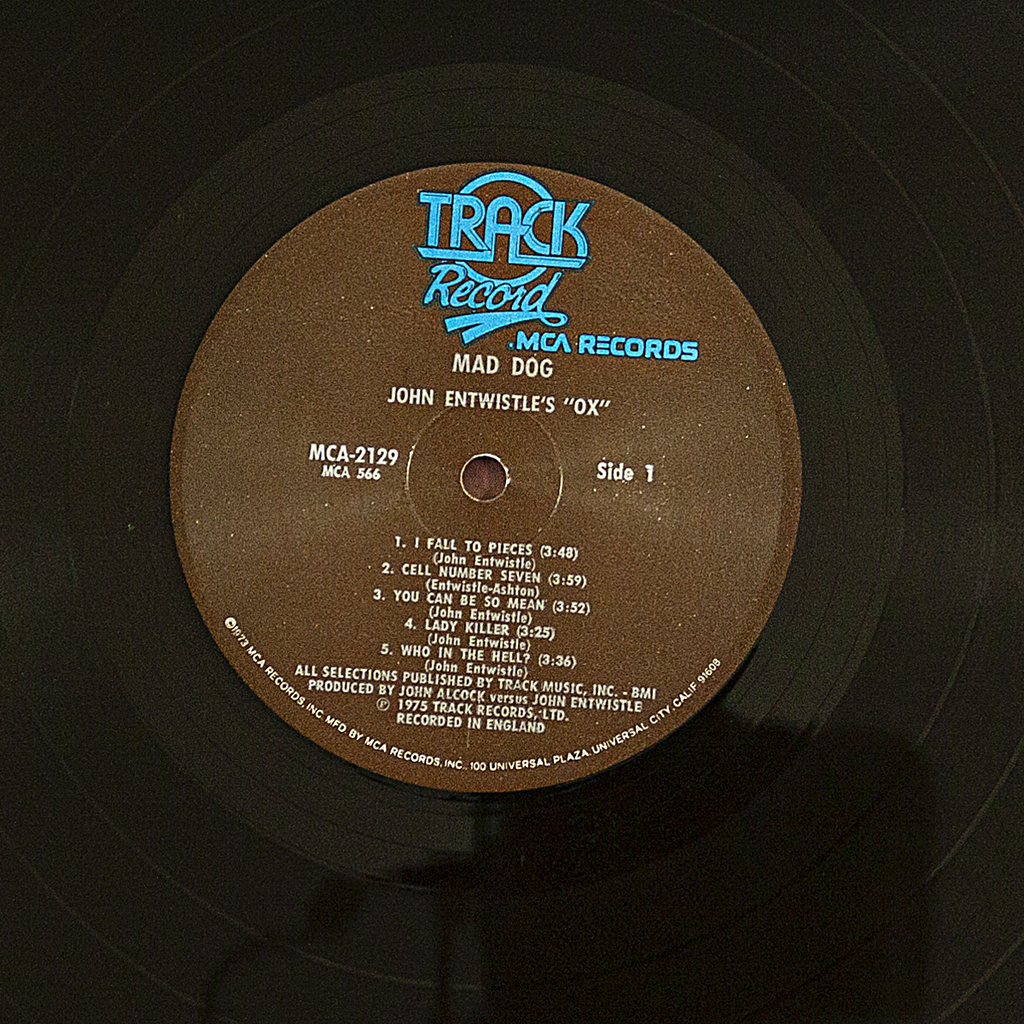 TRACK
Record
·MCA RECORDS
MAD DOG
JOHN ENTWISTLE'S "OX"
MCA-2129
MCA 566
Side 1
1. I FALL TO PIECES (3:48)
(John Entwistle)
2. CELL NUMBER SEVEN (3:59)
(Entwistle-Ashton)
3. YOU CAN BE SO MEAN (3:52)
(John Entwistle)
4. LADY KILLER (3:25)
(John Entwistle)
5. WHO IN THE HELL? (3:36)
(John Entwistle)
ALL SELECTIONS PUBLISHED BY TRACK MUSIC, INC. - BMI
PRODUCED BY JOHN ALCOCK versus JOHN ENTWISTLE
℗ 1975 TRACK RECORDS, LTD.
RECORDED IN ENGLAND
©1973 MCA RECORDS, INC. MFD. BY MCA RECORDS, INC., 100 UNIVERSAL PLAZA, UNIVERSAL CITY, CALIF. 91608